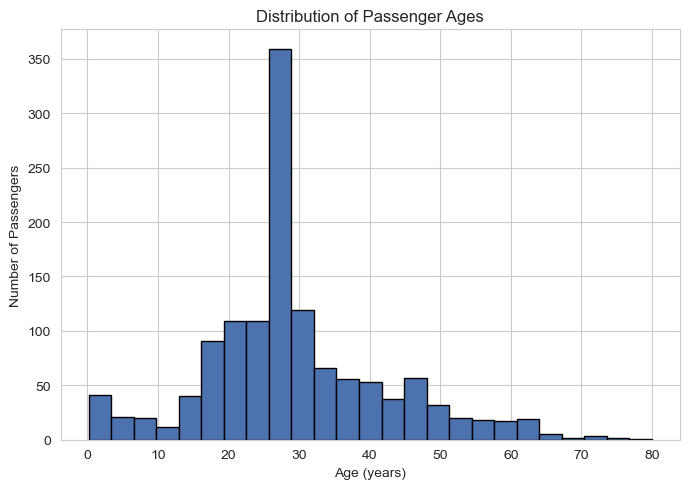 Distribution of Passenger Ages
350
300
250
200
150
100
50
0
Number of Passengers
0 10 20 30 40 50 60 70 80
Age (years)